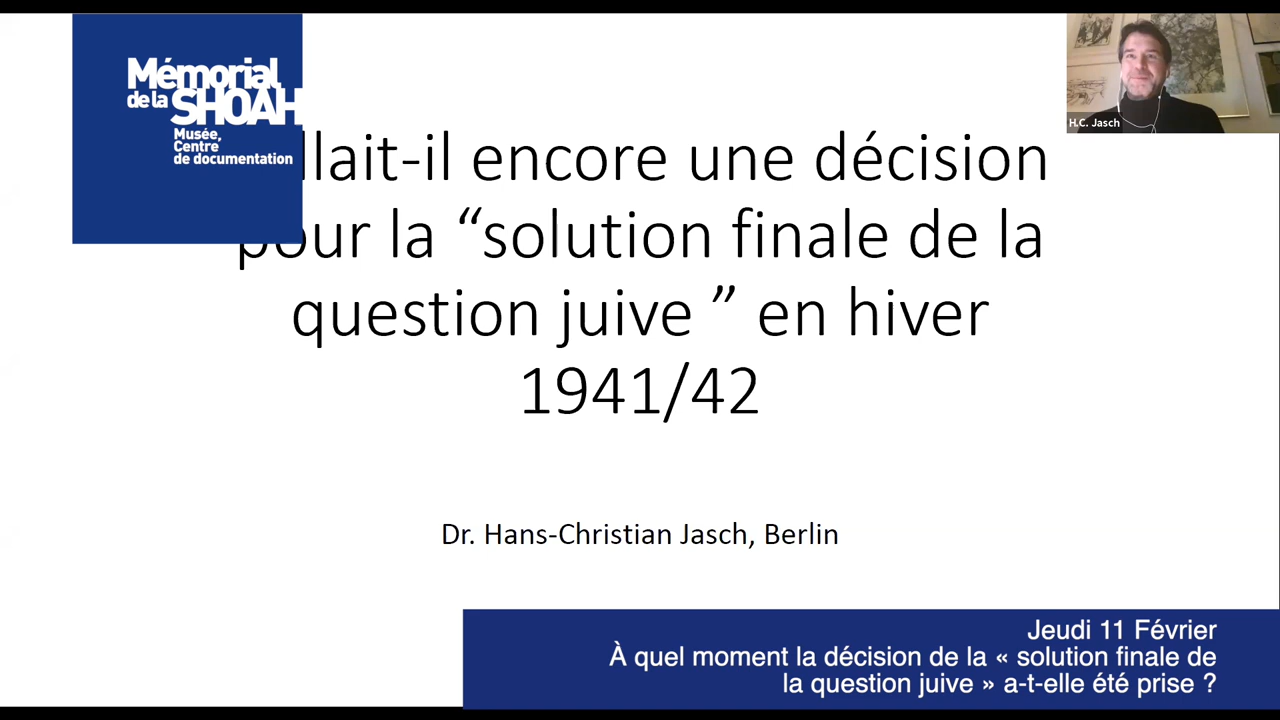 Mémorial
de la SHOAH
Musée,
Centre
de documentation
H.C. Jasch
llait-il encore une décision
pour la “solution finale de la
question juive ” en hiver
1941/42
Dr. Hans-Christian Jasch, Berlin
Jeudi 11 Février
À quel moment la décision de la « solution finale de
la question juive » a-t-elle été prise ?